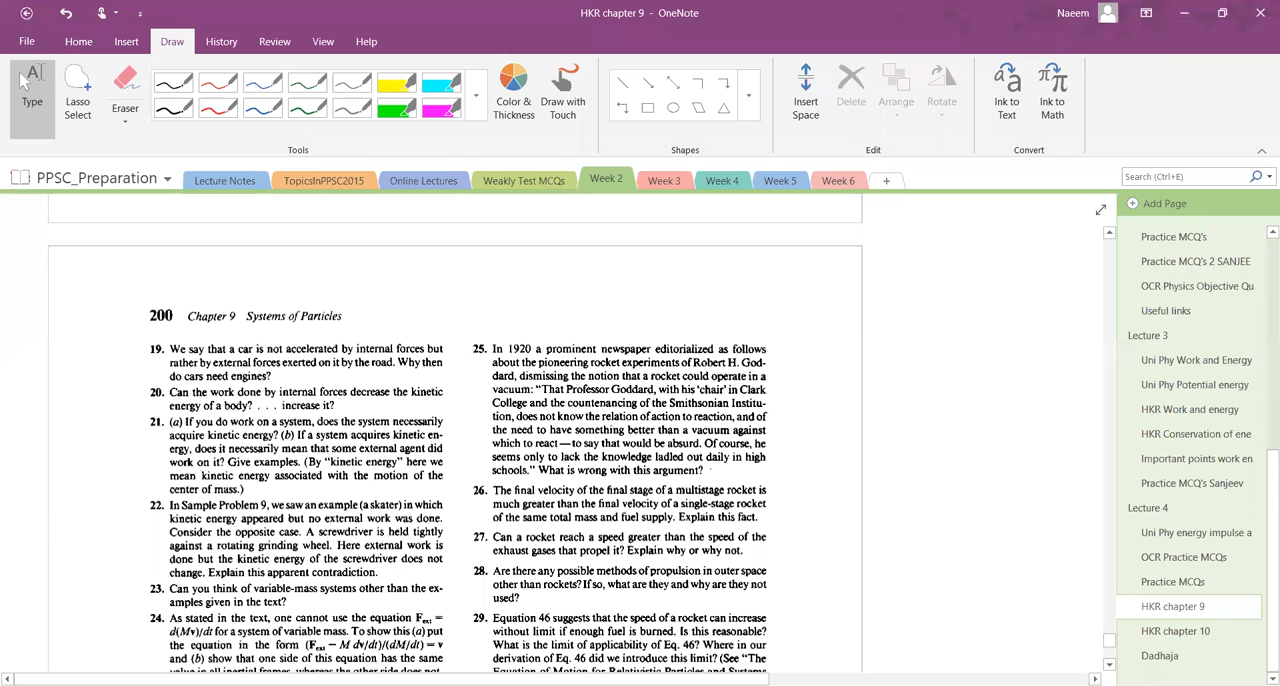 HKR chapter 9 - OneNote
Naeem
File
Home
Insert
Draw
History
Review
View
Help
Type
Lasso
Select
Eraser
Color &
Thickness
Draw with
Touch
Insert
Space
Delete
Arrange
Rotate
Ink to
Text
Ink to
Math
Tools
Shapes
Edit
Convert
PPSC_Preparation
Lecture Notes
TopicsInPPSC2015
Online Lectures
Weakly Test MCQs
Week 2
Week 3
Week 4
Week 5
Week 6
Search (Ctrl+E)
200 Chapter 9 Systems of Particles
19. We say that a car is not accelerated by internal forces but
rather by external forces exerted on it by the road. Why then
do cars need engines?
20. Can the work done by internal forces decrease the kinetic
energy of a body? . . . increase it?
21. (a) If you do work on a system, does the system necessarily
acquire kinetic energy? (b) If a system acquires kinetic en-
ergy, does it necessarily mean that some external agent did
work on it? Give examples. (By "kinetic energy" here we
mean kinetic energy associated with the motion of the
center of mass.)
22. In Sample Problem 9, we saw an example (a skater) in which
kinetic energy appeared but no external work was done.
Consider the opposite case. A screwdriver is held tightly
against a rotating grinding wheel. Here external work is
done but the kinetic energy of the screwdriver does not
change. Explain this apparent contradiction.
23. Can you think of variable-mass systems other than the ex-
amples given in the text?
24. As stated in the text, one cannot use the equation Fext =
d(Mv)/dt for a system of variable mass. To show this (a) put
the equation in the form (Fext − M dv/dt)/(dM/dt) = v
and (b) show that one side of this equation has the same
value in all inertial frames, whereas the other side does not
25. In 1920 a prominent newspaper editorialized as follows
about the pioneering rocket experiments of Robert H. God-
dard, dismissing the notion that a rocket could operate in a
vacuum: "That Professor Goddard, with his 'chair' in Clark
College and the countenancing of the Smithsonian Institu-
tion, does not know the relation of action to reaction, and of
the need to have something better than a vacuum against
which to react—to say that would be absurd. Of course, he
seems only to lack the knowledge ladled out daily in high
schools." What is wrong with this argument?
26. The final velocity of the final stage of a multistage rocket is
much greater than the final velocity of a single-stage rocket
of the same total mass and fuel supply. Explain this fact.
27. Can a rocket reach a speed greater than the speed of the
exhaust gases that propel it? Explain why or why not.
28. Are there any possible methods of propulsion in outer space
other than rockets? If so, what are they and why are they not
used?
29. Equation 46 suggests that the speed of a rocket can increase
without limit if enough fuel is burned. Is this reasonable?
What is the limit of applicability of Eq. 46? Where in our
derivation of Eq. 46 did we introduce this limit? (See "The
Equation of Motion for Relativistic Particles and Systems
Add Page
Practice MCQ's
Practice MCQ's 2 SANJEE
OCR Physics Objective Qu
Useful links
Lecture 3
Uni Phy Work and Energy
Uni Phy Potential energy
HKR Work and energy
HKR Conservation of ene
Important points work en
Practice MCQ's Sanjeev
Lecture 4
Uni Phy energy impulse a
OCR Practice MCQs
Practice MCQs
HKR chapter 9
HKR chapter 10
Dadhaja